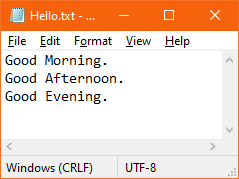 Hello.txt - ...
File Edit Format View Help
Good Morning.
Good Afternoon.
Good Evening.
Windows (CRLF) UTF-8